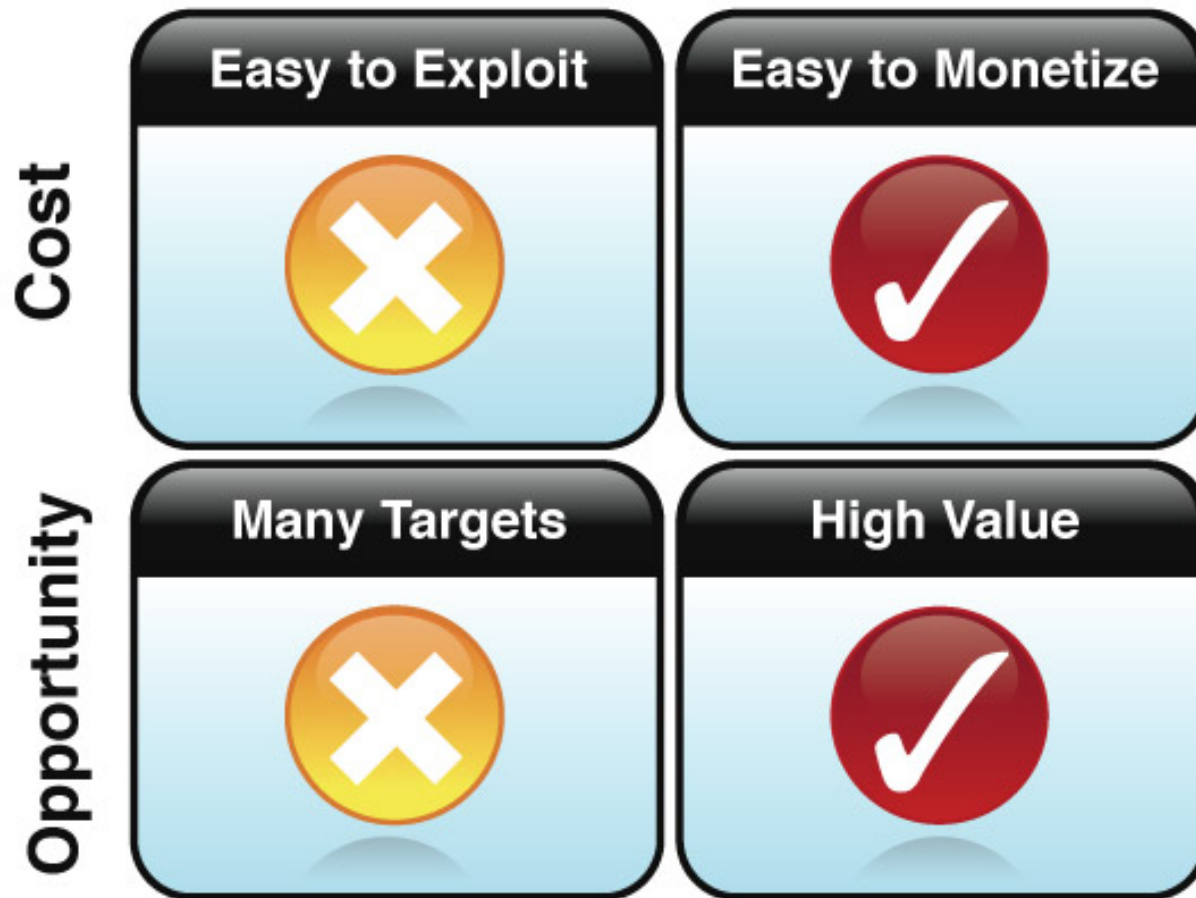 Cost
Easy to Exploit
Easy to Monetize
Opportunity
Many Targets
High Value